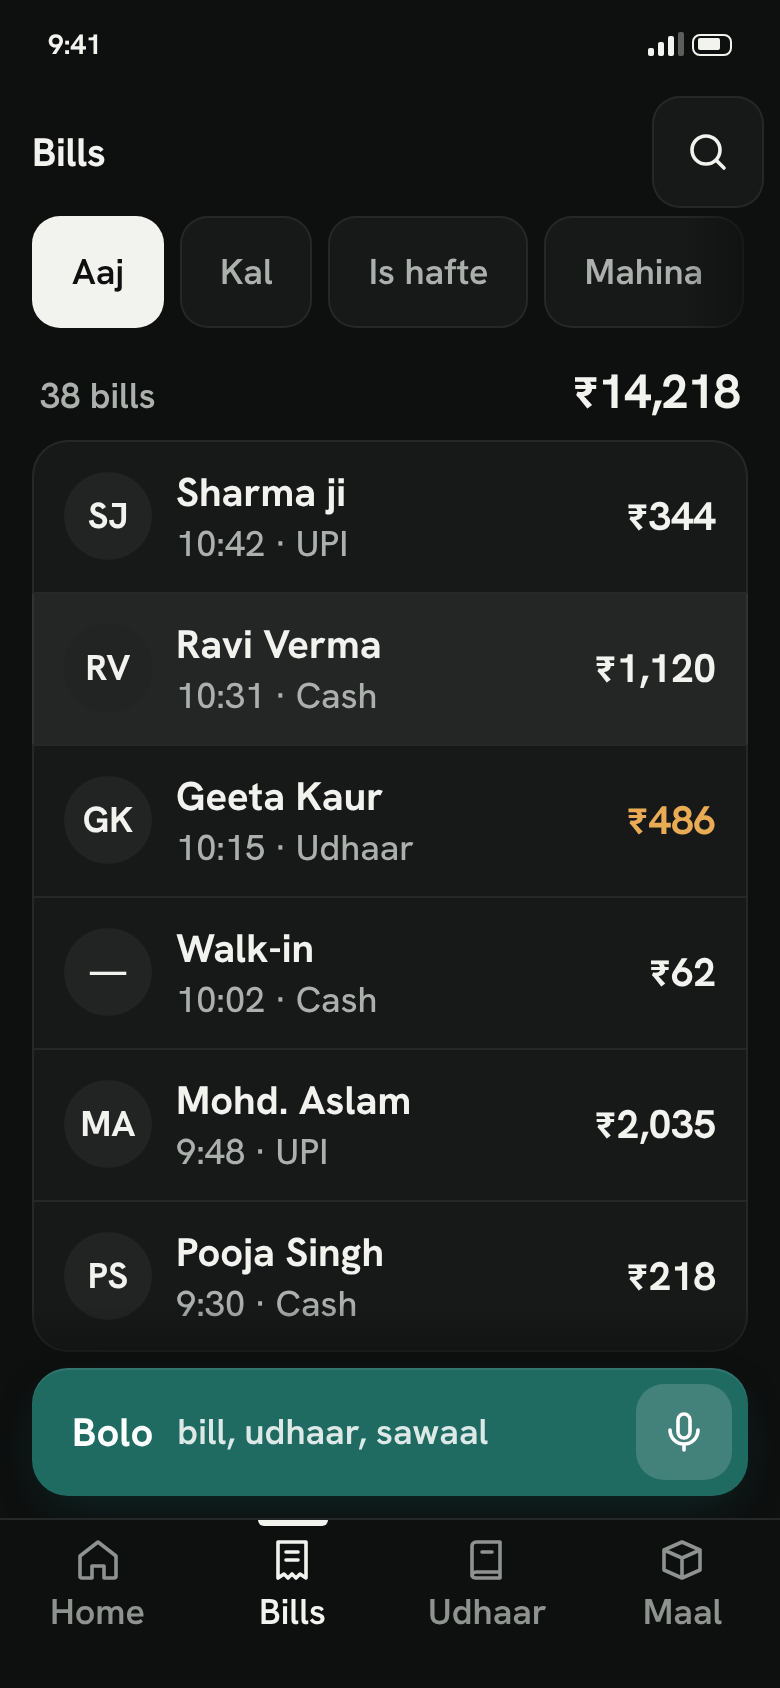 9:41
Bills
Aaj
Kal
Is hafte
Mahina
38 bills
₹14,218
SJ
Sharma ji
10:42 · UPI
₹344
RV
Ravi Verma
10:31 · Cash
₹1,120
GK
Geeta Kaur
10:15 · Udhaar
₹486
—
Walk-in
10:02 · Cash
₹62
MA
Mohd. Aslam
9:48 · UPI
₹2,035
PS
Pooja Singh
9:30 · Cash
₹218
Bolo bill, udhaar, sawaal
Home
Bills
Udhaar
Maal